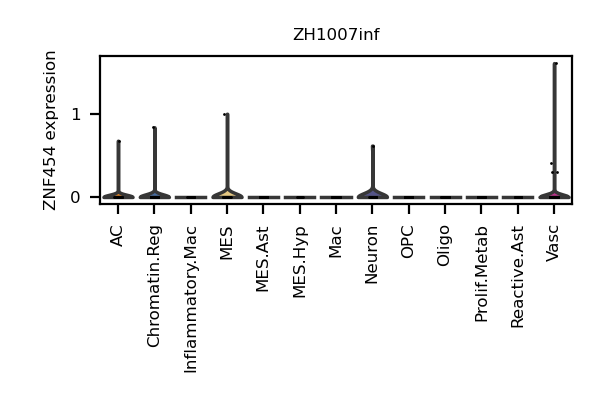 ZH1007inf
ZNF454 expression
1
0
AC
Chromatin.Reg
Inflammatory.Mac
MES
MES.Ast
MES.Hyp
Mac
Neuron
OPC
Oligo
Prolif.Metab
Reactive.Ast
Vasc